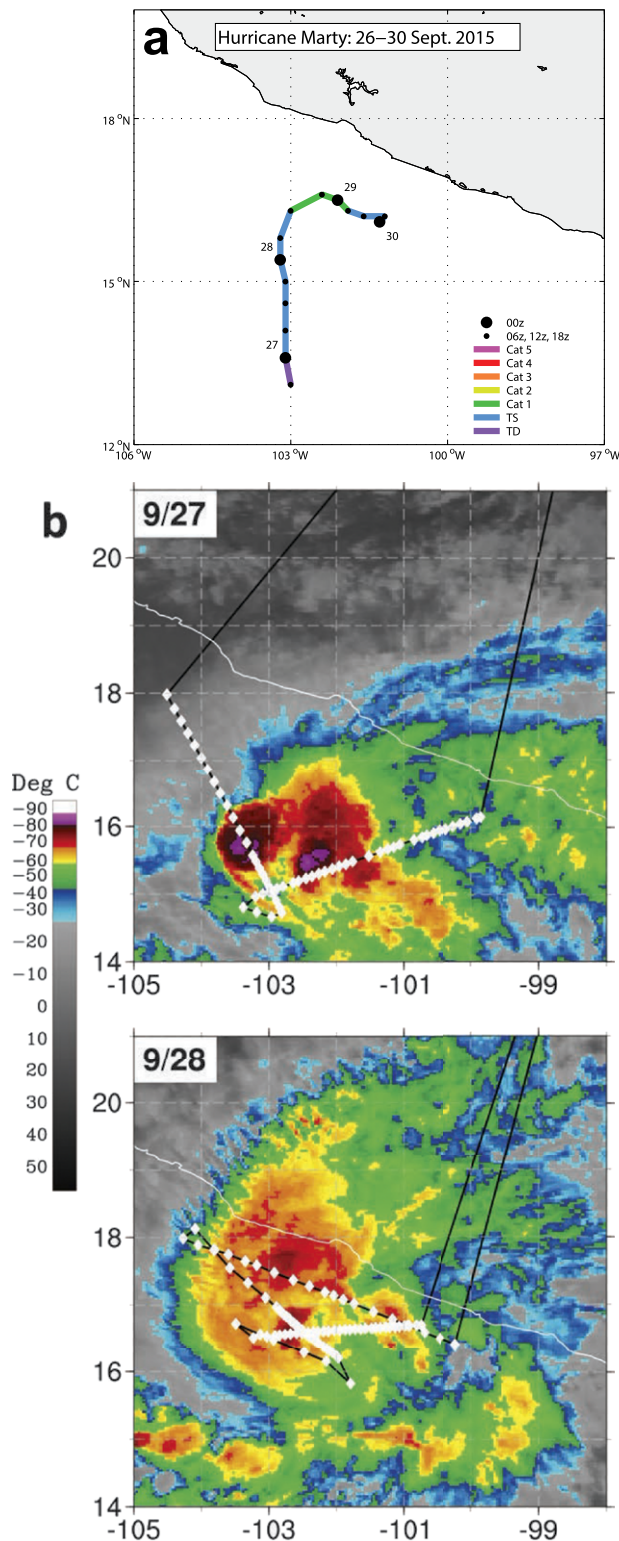 a
Hurricane Marty: 26–30 Sept. 2015
18 °N
29
30
28
15 °N
27
00z
06z, 12z, 18z
Cat 5
Cat 4
Cat 3
Cat 2
Cat 1
TS
TD
12 °N
106 °W 103 °W 100 °W 97 °W
b
9/27
20
18
16
14
-105 -103 -101 -99
Deg C
-90
-80
-70
-60
-50
-40
-30
-20
-10
0
10
20
30
40
50
9/28
20
18
16
14
-105 -103 -101 -99